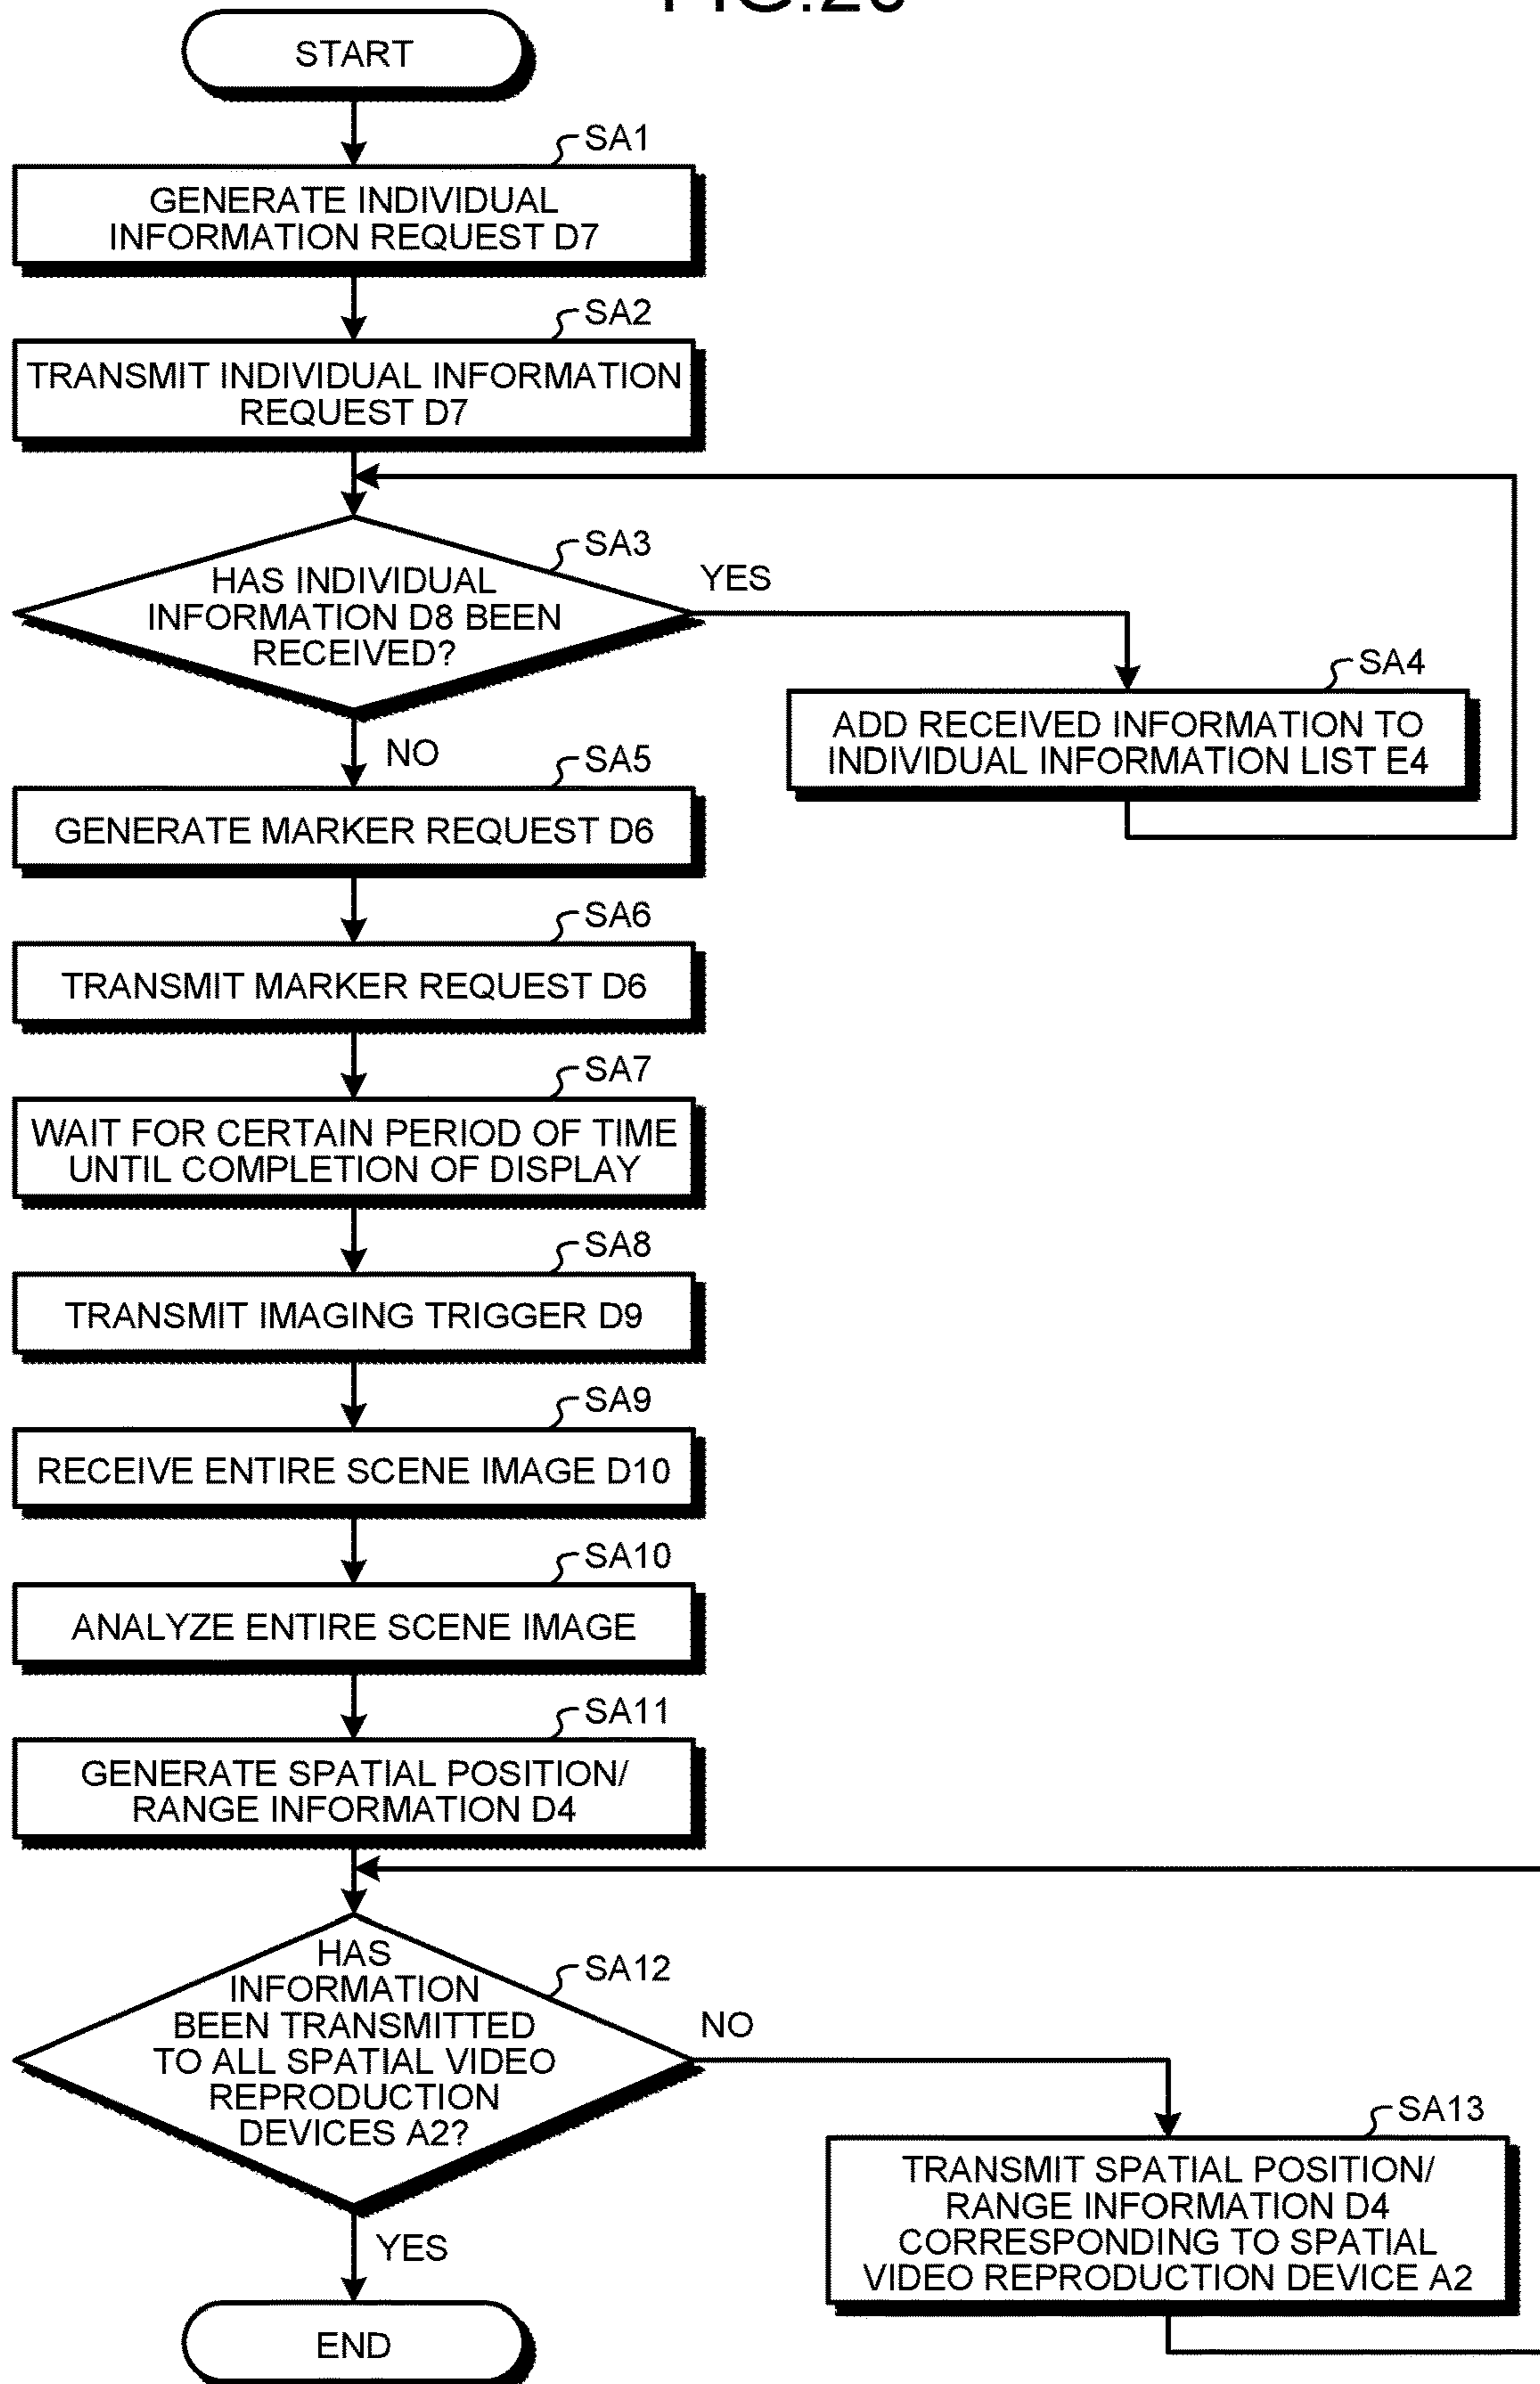 START
SA1
GENERATE INDIVIDUAL
INFORMATION REQUEST D7
SA2
TRANSMIT INDIVIDUAL INFORMATION
REQUEST D7
SA3
HAS INDIVIDUAL
INFORMATION D8 BEEN
RECEIVED?
YES
SA4
ADD RECEIVED INFORMATION TO
INDIVIDUAL INFORMATION LIST E4
NO
SA5
GENERATE MARKER REQUEST D6
SA6
TRANSMIT MARKER REQUEST D6
SA7
WAIT FOR CERTAIN PERIOD OF TIME
UNTIL COMPLETION OF DISPLAY
SA8
TRANSMIT IMAGING TRIGGER D9
SA9
RECEIVE ENTIRE SCENE IMAGE D10
SA10
ANALYZE ENTIRE SCENE IMAGE
SA11
GENERATE SPATIAL POSITION/
RANGE INFORMATION D4
SA12
HAS
INFORMATION
BEEN TRANSMITTED
TO ALL SPATIAL VIDEO
REPRODUCTION
DEVICES A2?
NO
SA13
TRANSMIT SPATIAL POSITION/
RANGE INFORMATION D4
CORRESPONDING TO SPATIAL
VIDEO REPRODUCTION DEVICE A2
YES
END